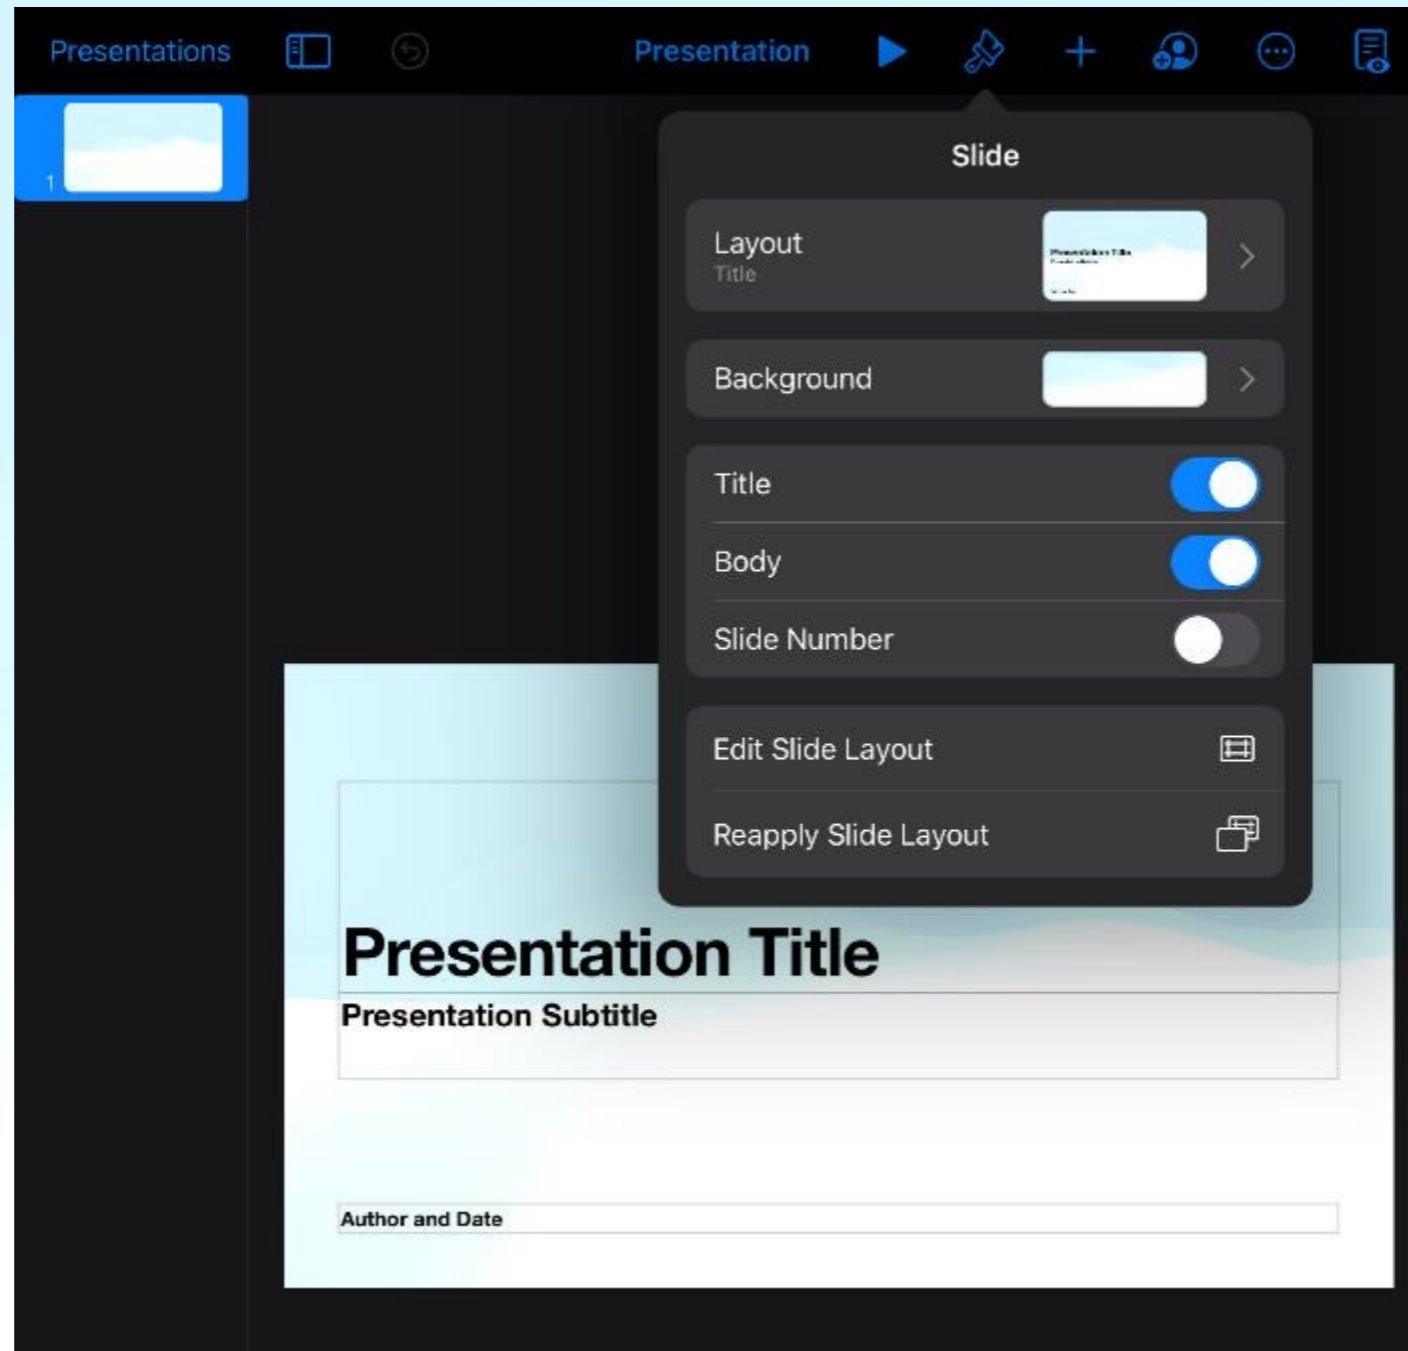 Presentations
Presentation
1
Slide
Layout
Title
Background
Title
Body
Slide Number
Edit Slide Layout
Reapply Slide Layout
Presentation Title
Presentation Subtitle
Author and Date